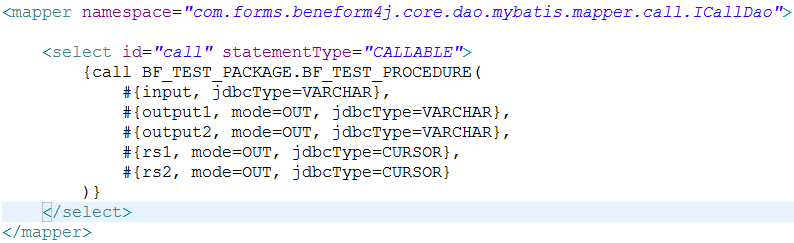 <mapper namespace="com.forms.beneform4j.core.dao.mybatis.mapper.call.ICallDao">
<select id="call" statementType="CALLABLE">
{call BF_TEST_PACKAGE.BF_TEST_PROCEDURE(
#{input, jdbcType=VARCHAR},
#{output1, mode=OUT, jdbcType=VARCHAR},
#{output2, mode=OUT, jdbcType=VARCHAR},
#{rs1, mode=OUT, jdbcType=CURSOR},
#{rs2, mode=OUT, jdbcType=CURSOR}
)}
</select>
</mapper>